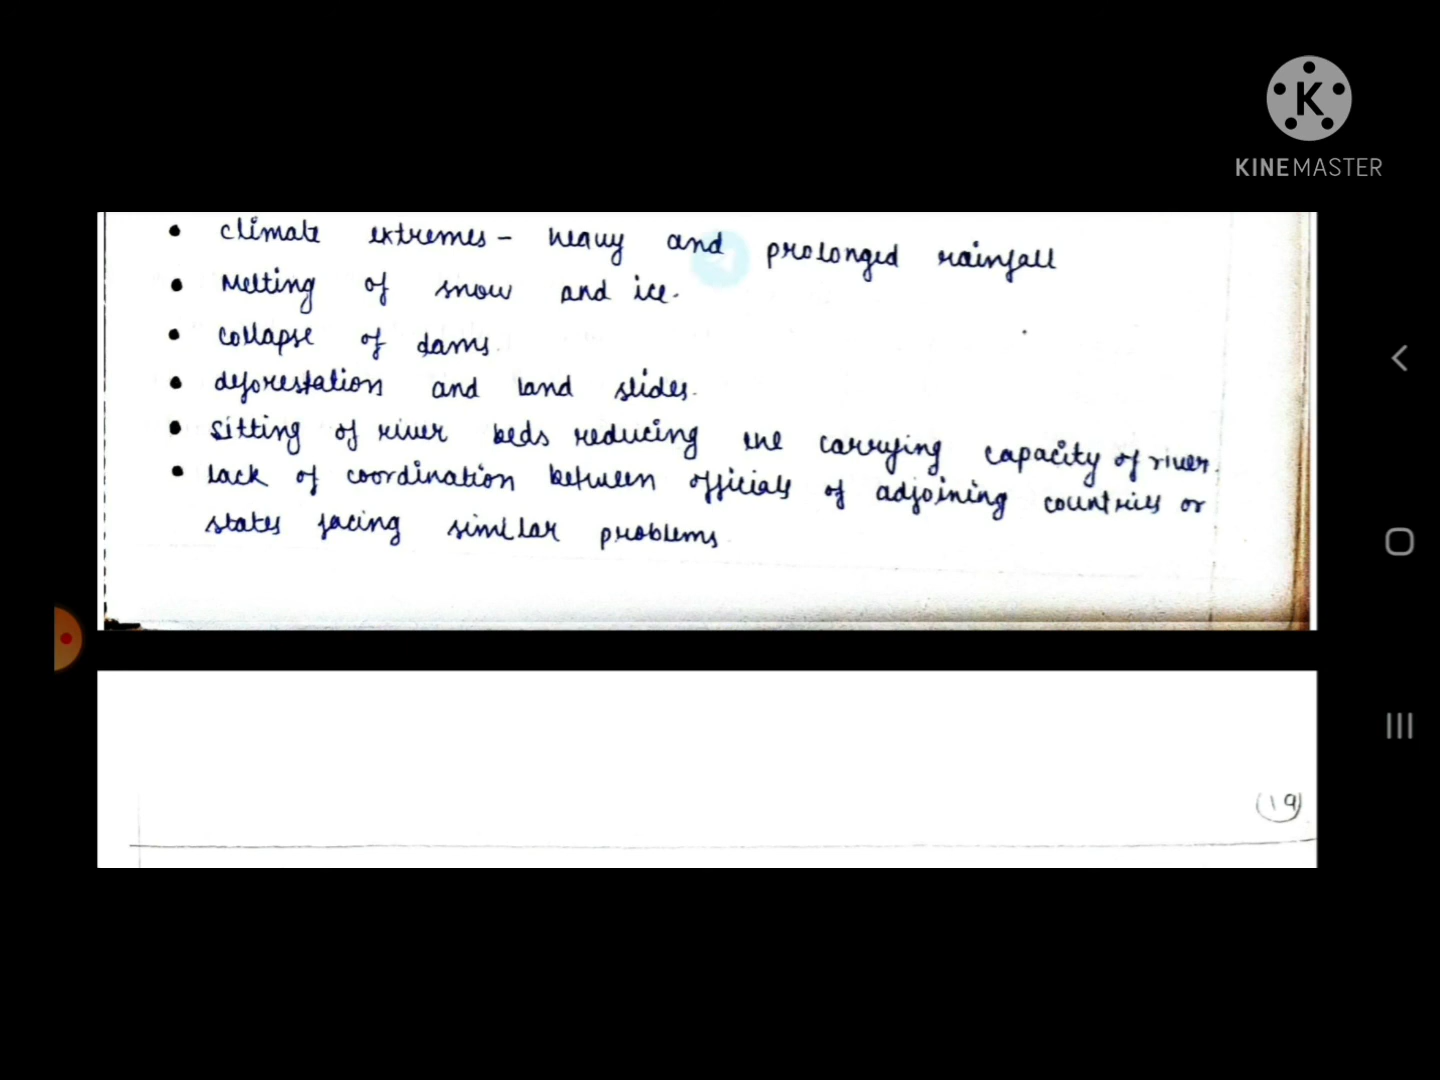 K
KINEMASTER
• climate extremes - heavy and prolonged rainfall
• Melting of snow and ice.
• collapse of dams.
• deforestation and land slides.
• sitting of river beds reducing the carrying capacity of river.
• lack of coordination between officials of adjoining countries or
states facing similar problems
19